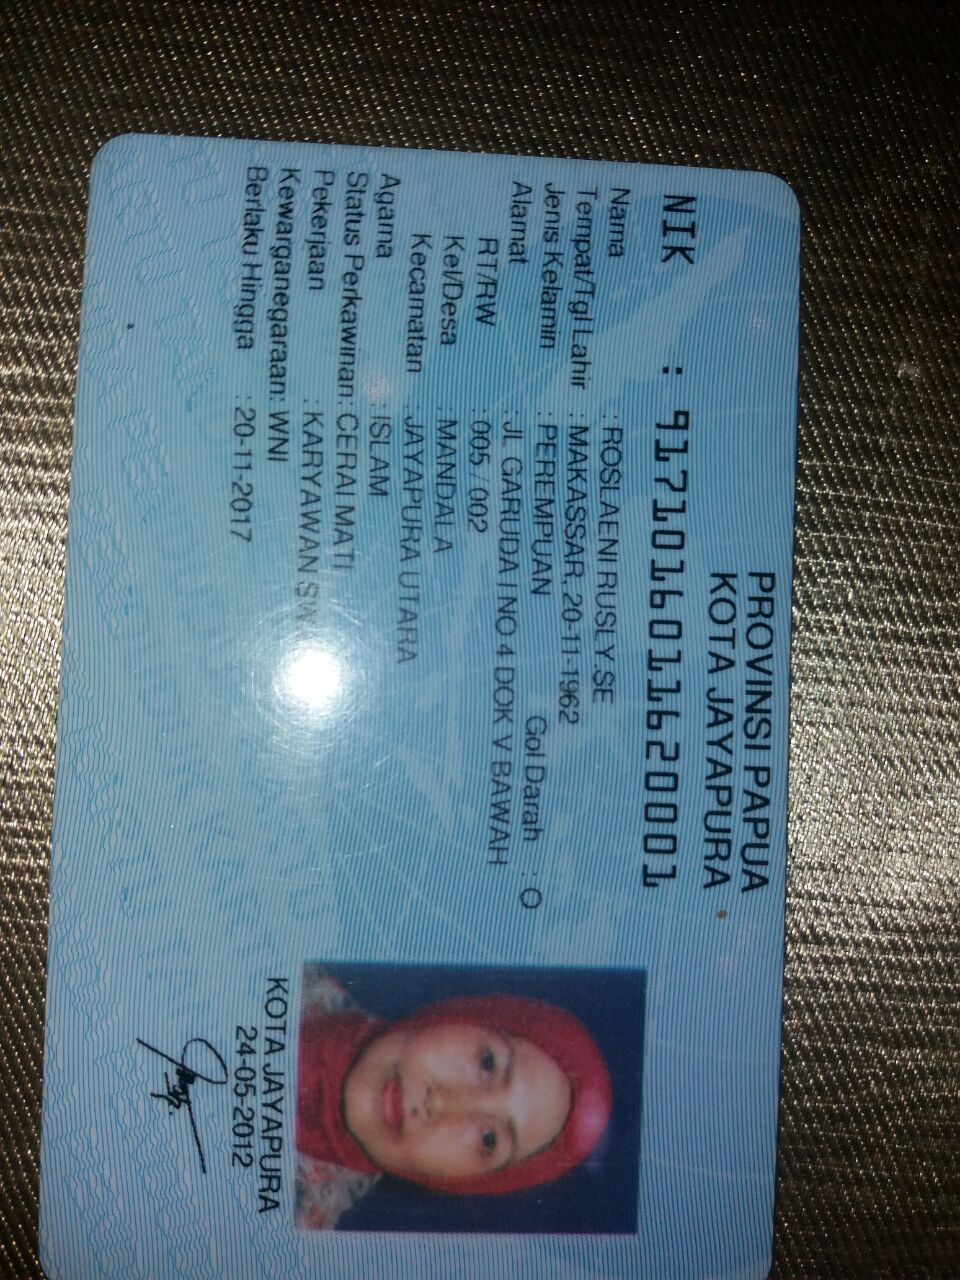 PROVINSI PAPUA
KOTA JAYAPURA
NIK : 9171016011620001
Nama : ROSLAENI RUSLY.SE
Tempat/Tgl Lahir : MAKASSAR, 20-11-1962
Jenis Kelamin : PEREMPUAN Gol Darah : O
Alamat : JL GARUDA I NO 4 DOK V BAWAH
RT/RW : 005 / 002
Kel/Desa : MANDALA
Kecamatan : JAYAPURA UTARA
Agama : ISLAM
Status Perkawinan: CERAI MATI
Pekerjaan : KARYAWAN
Kewarganegaraan: WNI
Berlaku Hingga : 20-11-2017
KOTA JAYAPURA
24-05-2012